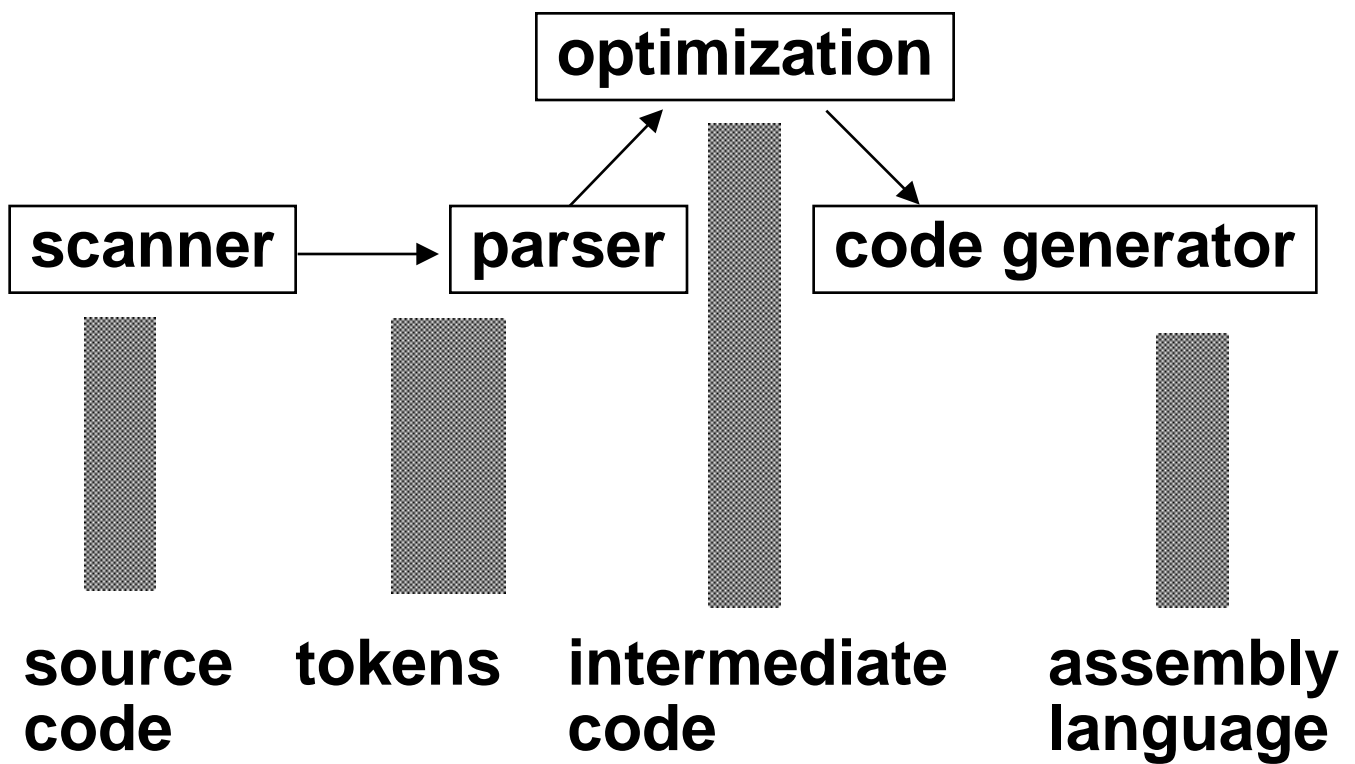 optimization
scanner
parser
code generator
source
code
tokens
intermediate
code
assembly
language